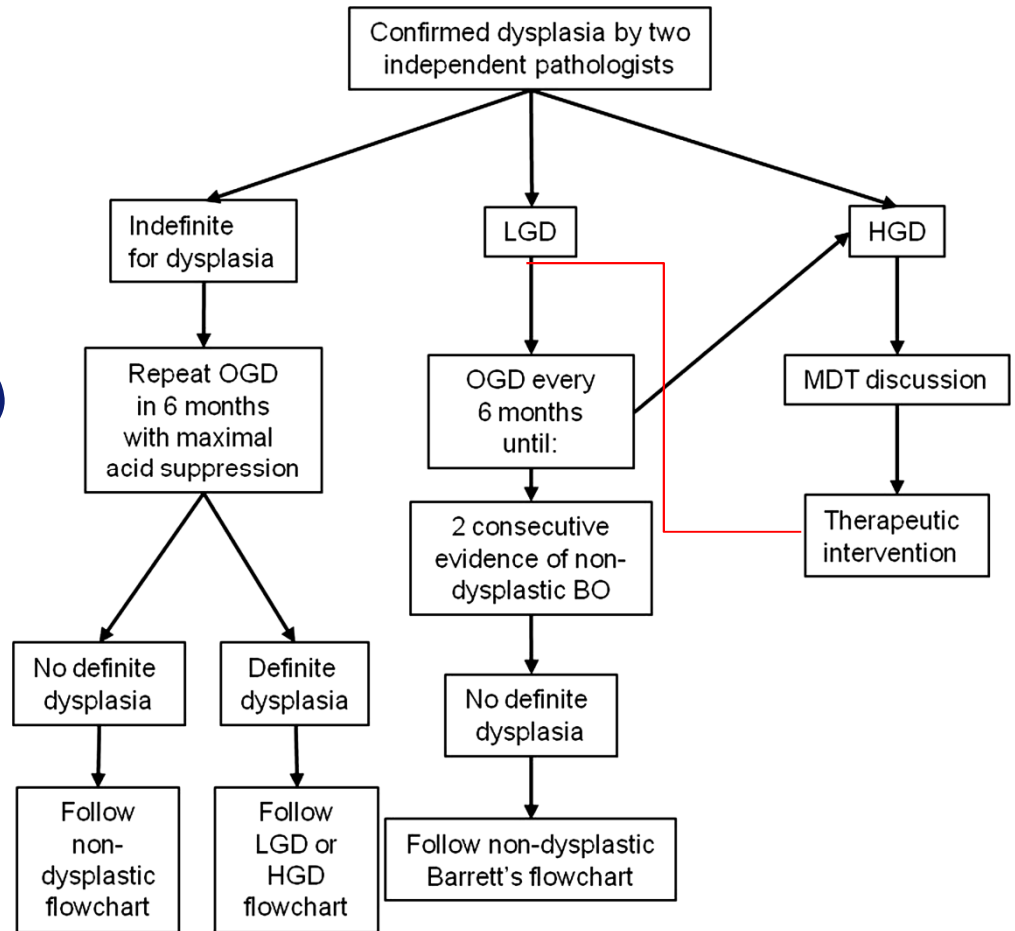 Confirmed dysplasia by two
independent pathologists
Indefinite
for dysplasia
LGD
HGD
Repeat OGD
in 6 months
with maximal
acid suppression
OGD every
6 months
until:
MDT discussion
2 consecutive
evidence of non-
dysplastic BO
Therapeutic
intervention
No definite
dysplasia
Definite
dysplasia
No definite
dysplasia
Follow
non-
dysplastic
flowchart
Follow
LGD or
HGD
flowchart
Follow non-dysplastic
Barrett's flowchart